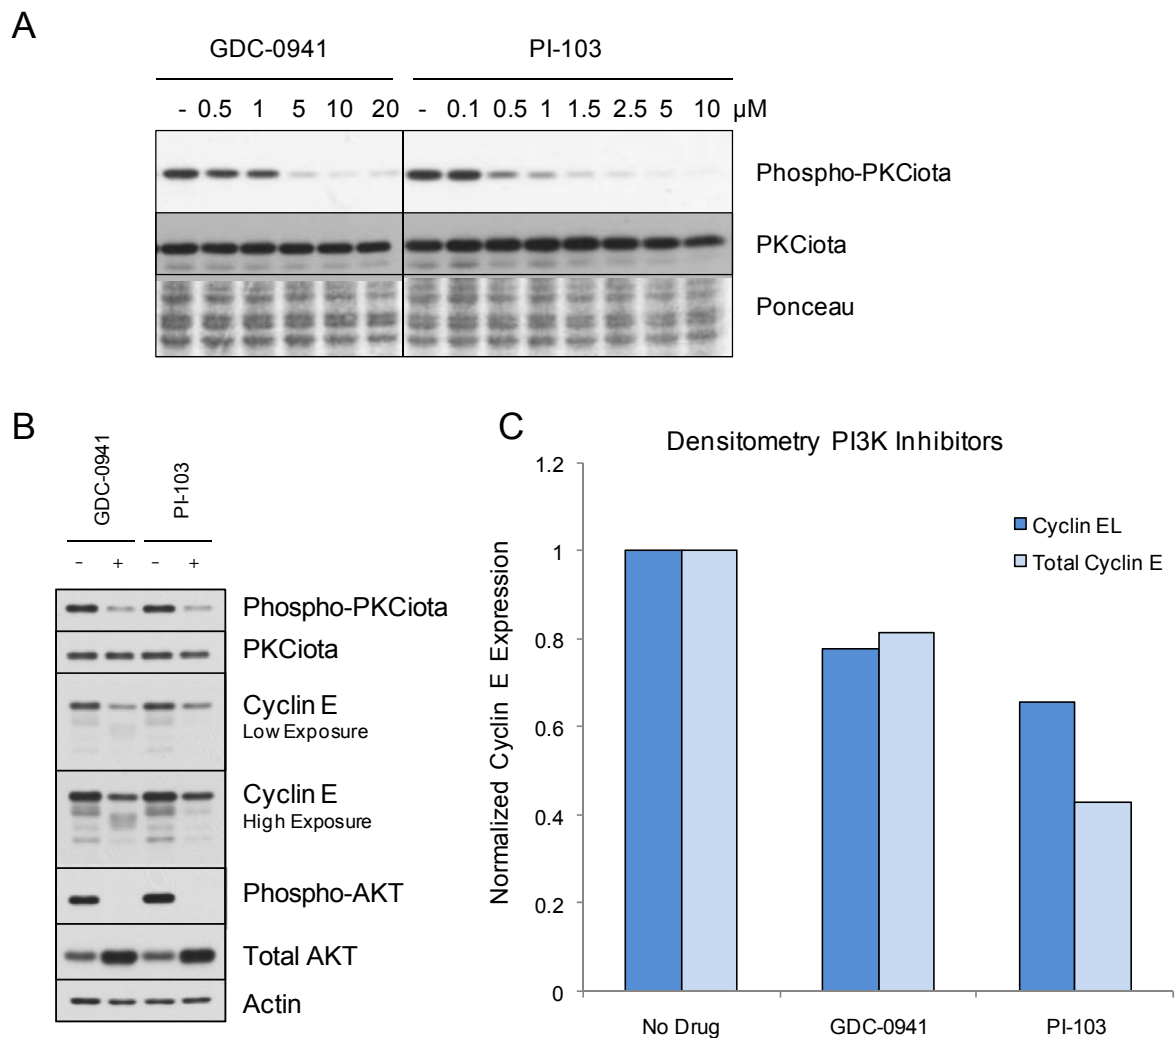 A
GDC-0941 PI-103
- 0.5 1 5 10 20 - 0.1 0.5 1 1.5 2.5 5 10 µM
Phospho-PKCiota
PKCiota
Ponceau
B
GDC-0941
PI-103
- + - +
Phospho-PKCiota
PKCiota
Cyclin E
Low Exposure
Cyclin E
High Exposure
Phospho-AKT
Total AKT
Actin
C
Densitometry PI3K Inhibitors
Normalized Cyclin E Expression
1.2
1
0.8
0.6
0.4
0.2
0
Cyclin EL
Total Cyclin E
No Drug GDC-0941 PI-103